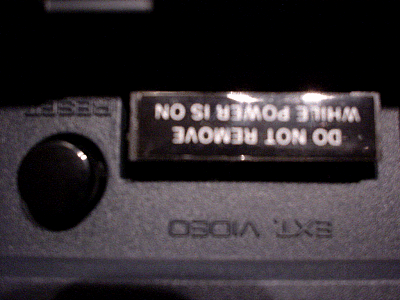 EXT. VIDEO
DO NOT REMOVE
WHILE POWER IS ON
RESET